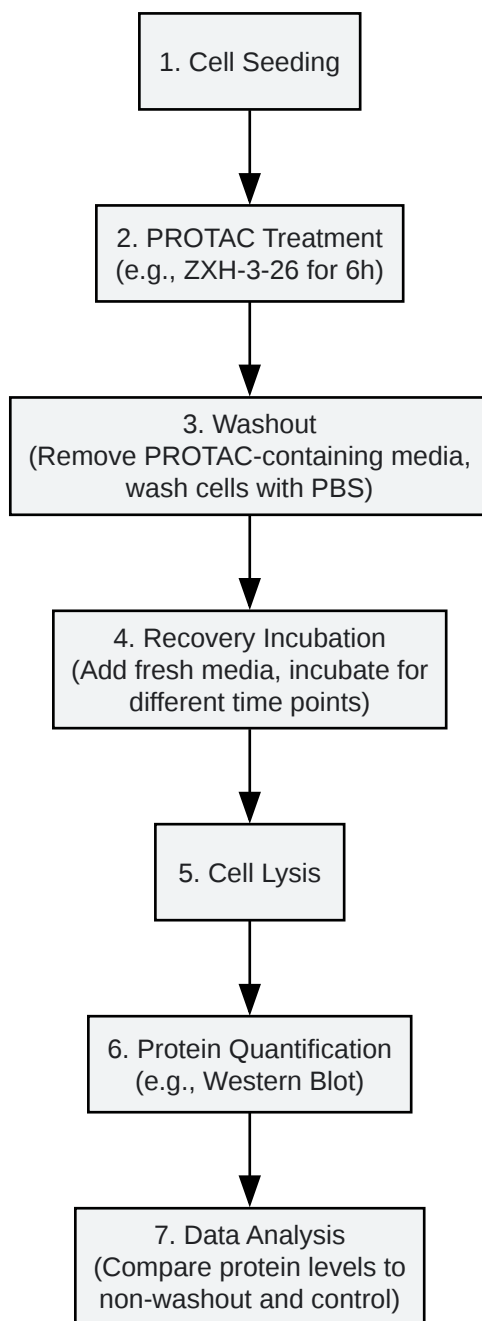 1. Cell Seeding
2. PROTAC Treatment
(e.g., ZXH-3-26 for 6h)
3. Washout
(Remove PROTAC-containing media,
wash cells with PBS)
4. Recovery Incubation
(Add fresh media, incubate for
different time points)
5. Cell Lysis
6. Protein Quantification
(e.g., Western Blot)
7. Data Analysis
(Compare protein levels to
non-washout and control)